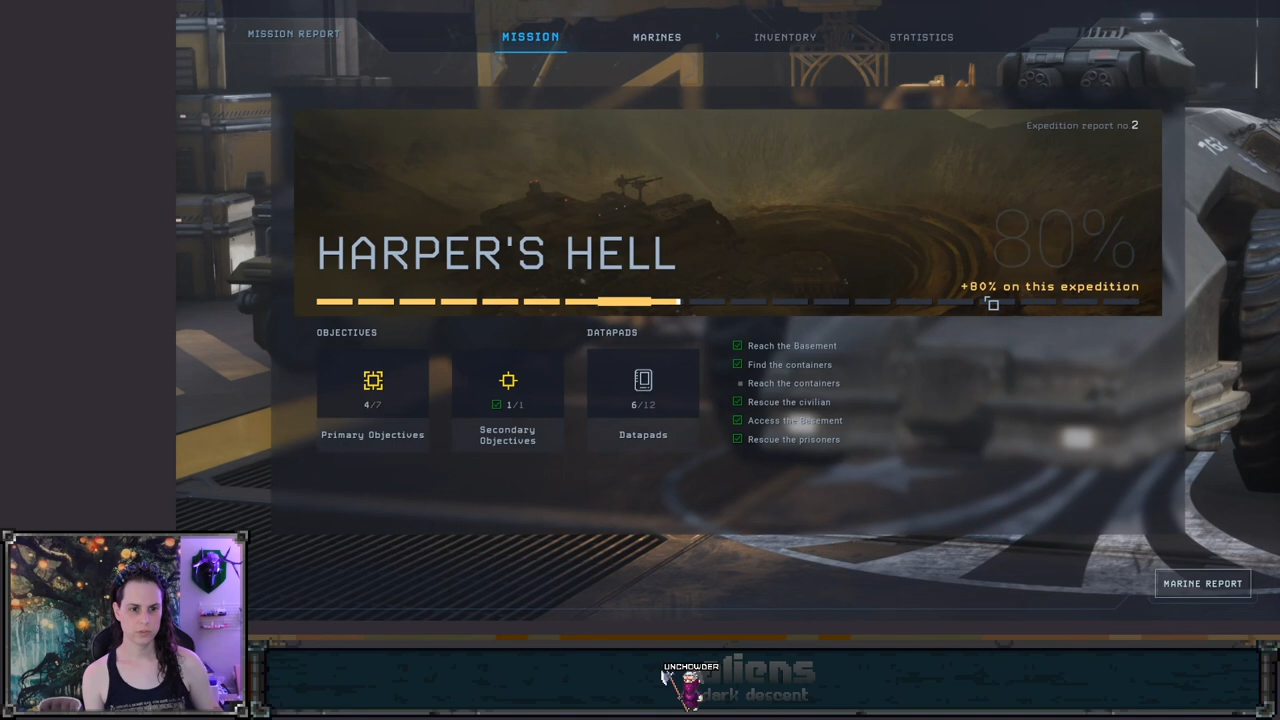 MISSION REPORT
MISSION
MARINES
INVENTORY
STATISTICS
Expedition report no.2
80%
HARPER'S HELL
+80% on this expedition
OBJECTIVES
DATAPADS
4/7
Primary Objectives
1/1
Secondary
Objectives
6/12
Datapads
Reach the Basement
Find the containers
Reach the containers
Rescue the civilian
Access the Basement
Rescue the prisoners
MARINE REPORT
UNCHOWDER
aliens
dark descent